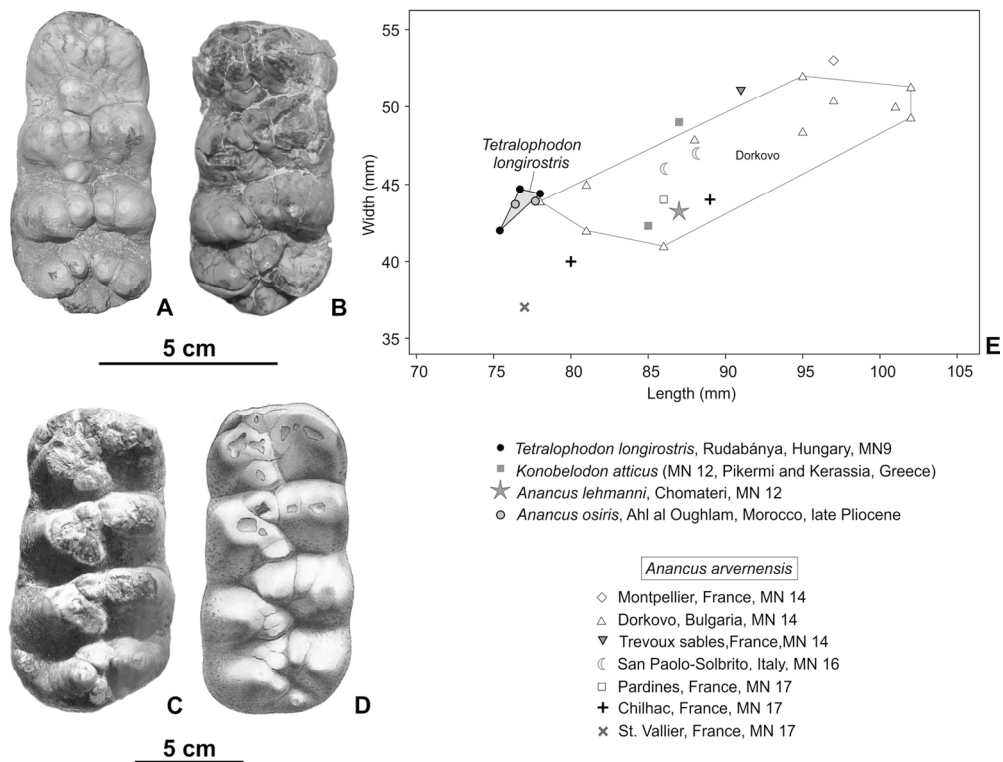 A
B
5 cm
C
D
5 cm
55
50
45
40
35
Width (mm)
70
75
80
85
90
95
100
105
Length (mm)
Tetralophodon
longirostris
Dorkovo
E
Tetralophodon longirostris, Rudabánya, Hungary, MN9
Konobelodon atticus (MN 12, Pikermi and Kerassia, Greece)
Anancus lehmanni, Chomateri, MN 12
Anancus osiris, Ahl al Oughlam, Morocco, late Pliocene
Anancus arvernensis
Montpellier, France, MN 14
Dorkovo, Bulgaria, MN 14
Trevoux sables,France,MN 14
San Paolo-Solbrito, Italy, MN 16
Pardines, France, MN 17
Chilhac, France, MN 17
St. Vallier, France, MN 17